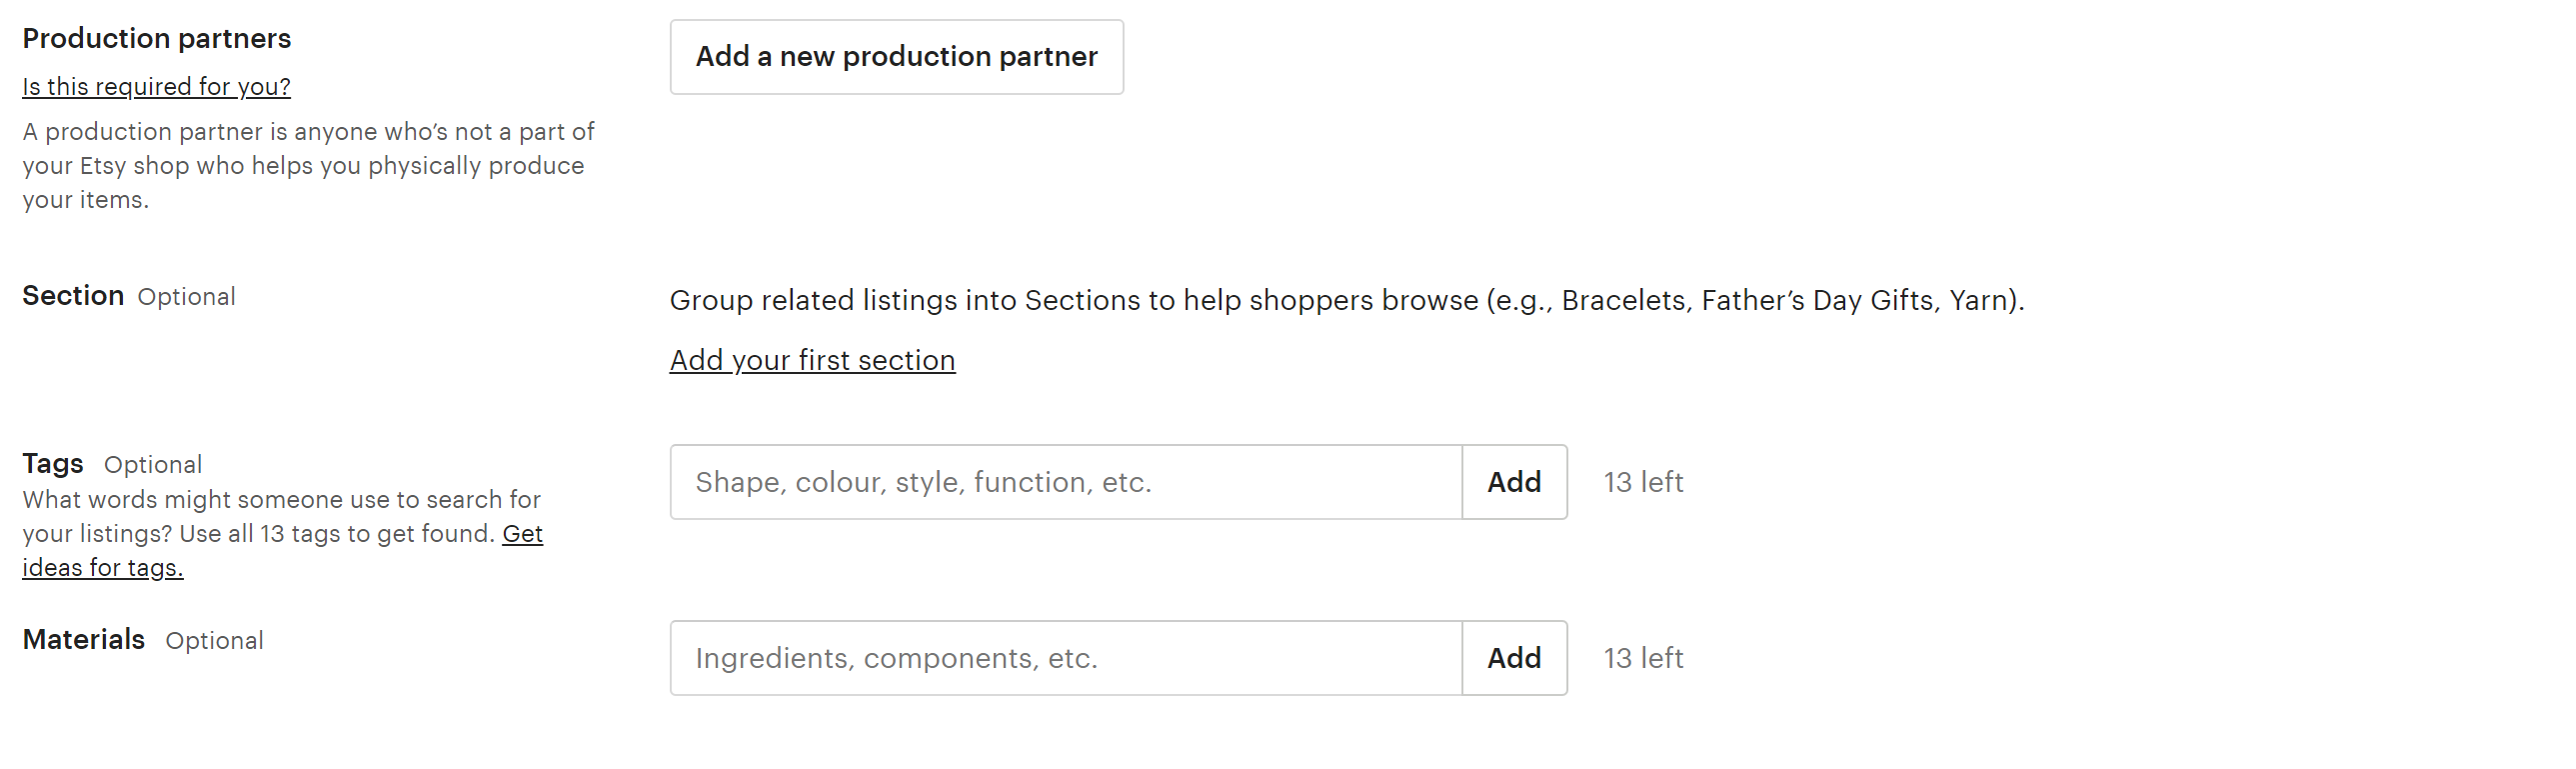 Production partners
Add a new production partner
Is this required for you?
A production partner is anyone who’s not a part of
your Etsy shop who helps you physically produce
your items.
Section Optional
Group related listings into Sections to help shoppers browse (e.g., Bracelets, Father’s Day Gifts, Yarn).
Add your first section
Tags Optional
What words might someone use to search for
your listings? Use all 13 tags to get found. Get
ideas for tags.
Shape, colour, style, function, etc. Add 13 left
Materials Optional
Ingredients, components, etc. Add 13 left